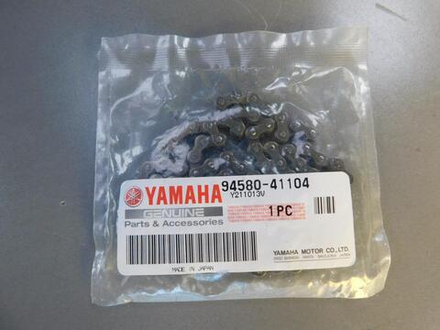 YAMAHA
GENUINE
Parts & Accessories
94580-41104
Y211013V
1PC
YAMAHA MOTOR CO.,LTD.
MADE IN JAPAN